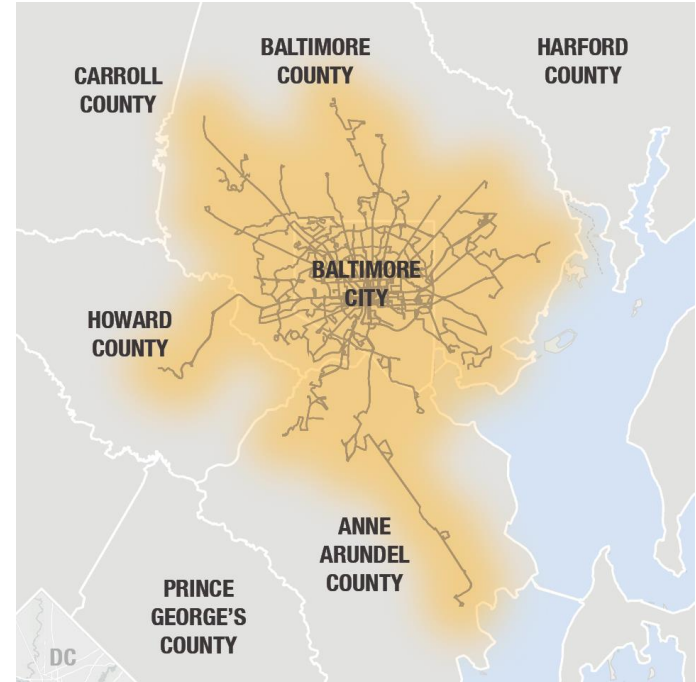 BALTIMORE
COUNTY
HARFORD
COUNTY
CARROLL
COUNTY
BALTIMORE
CITY
HOWARD
COUNTY
ANNE
ARUNDEL
COUNTY
PRINCE
GEORGE'S
COUNTY
DC